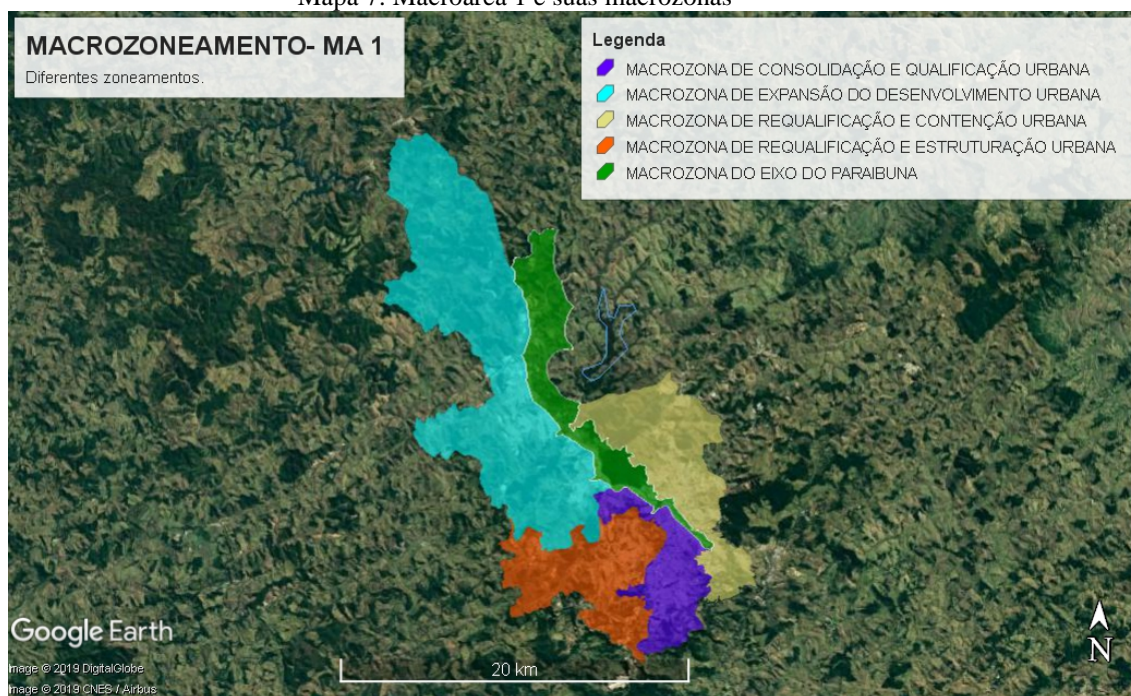 Mapa 7: Macroárea 1 e suas macrozonas
MACROZONEAMENTO- MA 1
Diferentes zoneamentos.
Legenda
MACROZONA DE CONSOLIDAÇÃO E QUALIFICAÇÃO URBANA
MACROZONA DE EXPANSÃO DO DESENVOLVIMENTO URBANA
MACROZONA DE REQUALIFICAÇÃO E CONTENÇÃO URBANA
MACROZONA DE REQUALIFICAÇÃO E ESTRUTURAÇÃO URBANA
MACROZONA DO EIXO DO PARAIBUNA
Google Earth
Image © 2019 DigitalGlobe
Image © 2019 CNES / Airbus
20 km
N